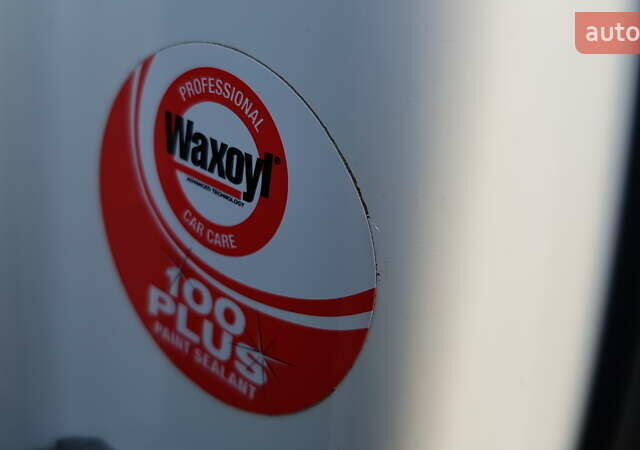 auto
PROFESSIONAL
Waxoyl®
ADVANCED TECHNOLOGY
CAR CARE
100
PLUS
PAINT SEALANT